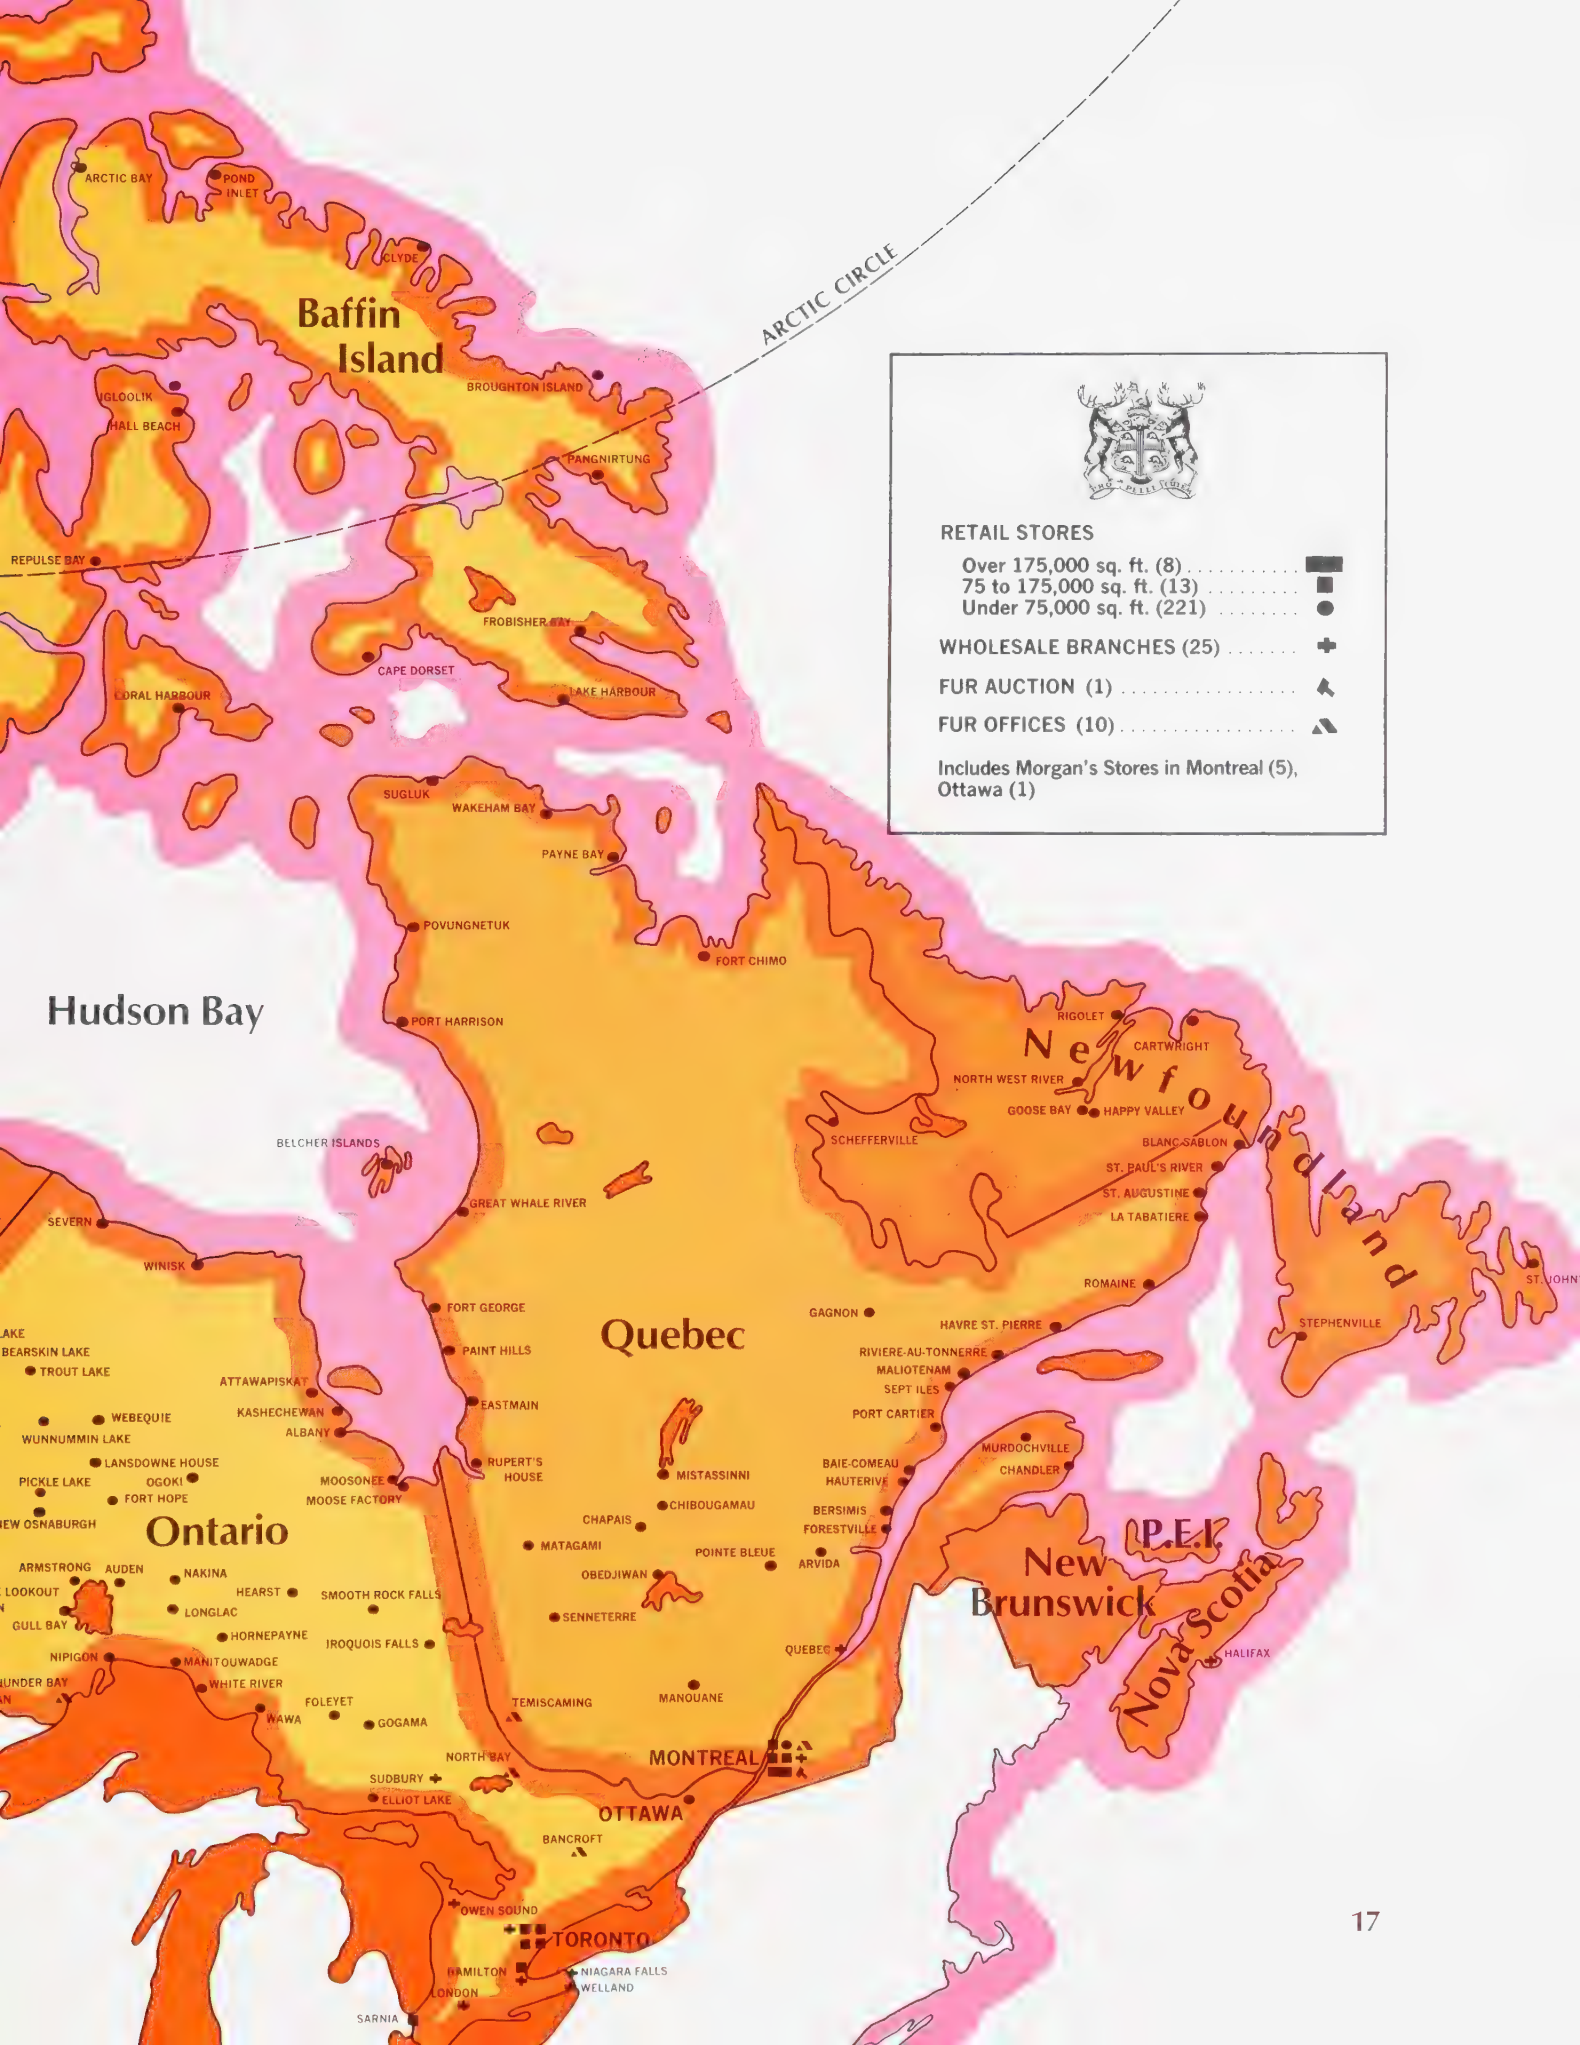 ARCTIC BAY
POND
INLET
CLYDE
Baffin
Island
ARCTIC CIRCLE
BROUGHTON ISLAND
IGLOOLIK
HALL BEACH
PANGNIRTUNG
REPULSE BAY
FROBISHER BAY
CAPE DORSET
LAKE HARBOUR
CORAL HARBOUR
PRO PELLE CUTEM
RETAIL STORES
Over 175,000 sq. ft. (8)...........
75 to 175,000 sq. ft. (13) .........
Under 75,000 sq. ft. (221) ........
WHOLESALE BRANCHES (25) .......
FUR AUCTION (1) .................
FUR OFFICES (10).................
Includes Morgan's Stores in Montreal (5),
Ottawa (1)
SUGLUK
WAKEHAM BAY
PAYNE BAY
POVUNGNETUK
FORT CHIMO
Hudson Bay
PORT HARRISON
RIGOLET
CARTWRIGHT
Newfoundland
NORTH WEST RIVER
GOOSE BAY
HAPPY VALLEY
SCHEFFERVILLE
BLANC SABLON
BELCHER ISLANDS
ST. PAUL'S RIVER
ST. AUGUSTINE
LA TABATIERE
GREAT WHALE RIVER
SEVERN
WINISK
ROMAINE
ST. JOHN
FORT GEORGE
GAGNON
HAVRE ST. PIERRE
STEPHENVILLE
Quebec
LAKE
BEARSKIN LAKE
PAINT HILLS
RIVIERE-AU-TONNERRE
TROUT LAKE
MALIOTENAM
ATTAWAPISKAT
SEPT ILES
EASTMAIN
KASHECHEWAN
WEBEQUIE
PORT CARTIER
ALBANY
WUNNUMMIN LAKE
MURDOCHVILLE
LANSDOWNE HOUSE
RUPERT'S
HOUSE
BAIE-COMEAU
CHANDLER
PICKLE LAKE
OGOKI
MOOSONEE
MISTASSINNI
HAUTERIVE
FORT HOPE
MOOSE FACTORY
CHIBOUGAMAU
BERSIMIS
NEW OSNABURGH
Ontario
CHAPAIS
FORESTVILLE
P.E.I.
MATAGAMI
POINTE BLEUE
ARVIDA
New
Brunswick
Nova Scotia
ARMSTRONG
AUDEN
NAKINA
OBEDJIWAN
LOOKOUT
HEARST
SMOOTH ROCK FALLS
LONGLAC
SENNETERRE
GULL BAY
HORNEPAYNE
IROQUOIS FALLS
QUEBEC
HALIFAX
NIPIGON
MANITOUWADGE
HUNDER BAY
WHITE RIVER
FOLEYET
TEMISCAMING
MANOUANE
WAWA
GOGAMA
NORTH BAY
MONTREAL
SUDBURY
ELLIOT LAKE
OTTAWA
BANCROFT
OWEN SOUND
TORONTO
17
HAMILTON
NIAGARA FALLS
WELLAND
LONDON
SARNIA